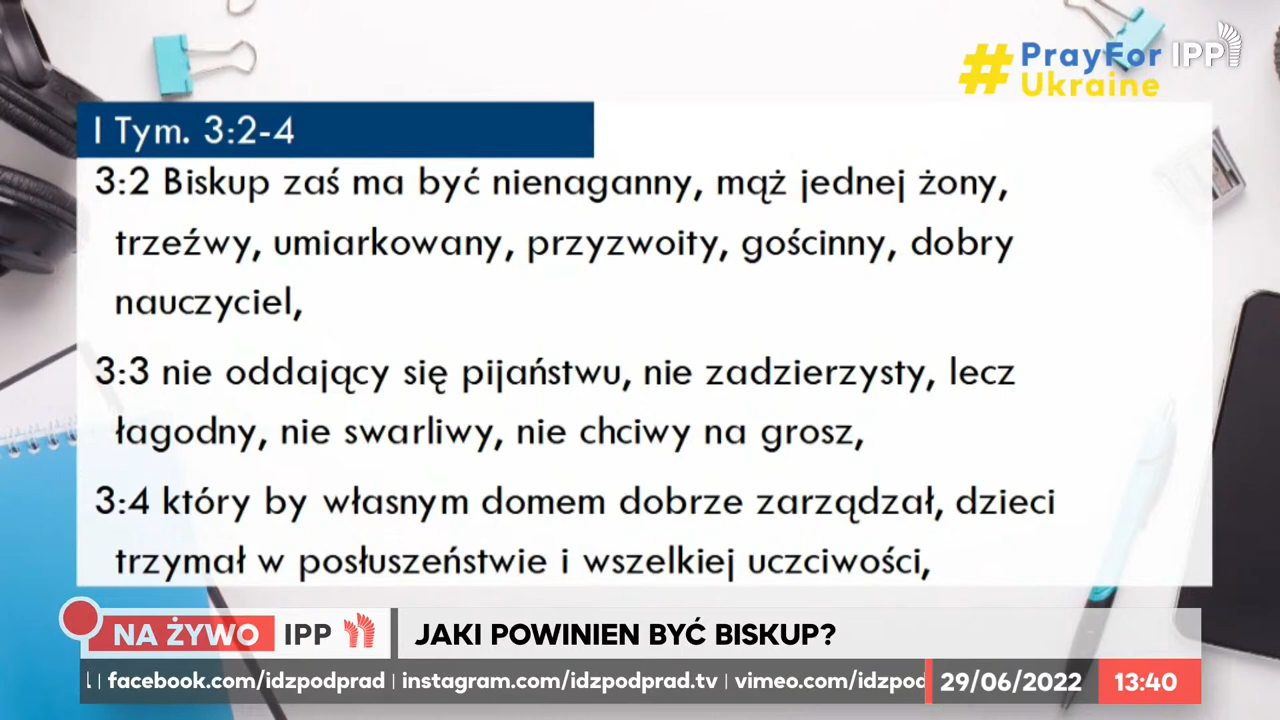 #PrayFor
Ukraine
IPP
I Tym. 3:2-4
3:2 Biskup zaś ma być nienaganny, mąż jednej żony,
trzeźwy, umiarkowany, przyzwoity, gościnny, dobry
nauczyciel,
3:3 nie oddający się pijaństwu, nie zadzierzysty, lecz
łagodny, nie swarliwy, nie chciwy na grosz,
3:4 który by własnym domem dobrze zarządzał, dzieci
trzymał w posłuszeństwie i wszelkiej uczciwości,
NA ŻYWO IPP JAKI POWINIEN BYĆ BISKUP?
| facebook.com/idzpodprad | instagram.com/idzpodprad.tv | vimeo.com/idzpod 29/06/2022 13:40